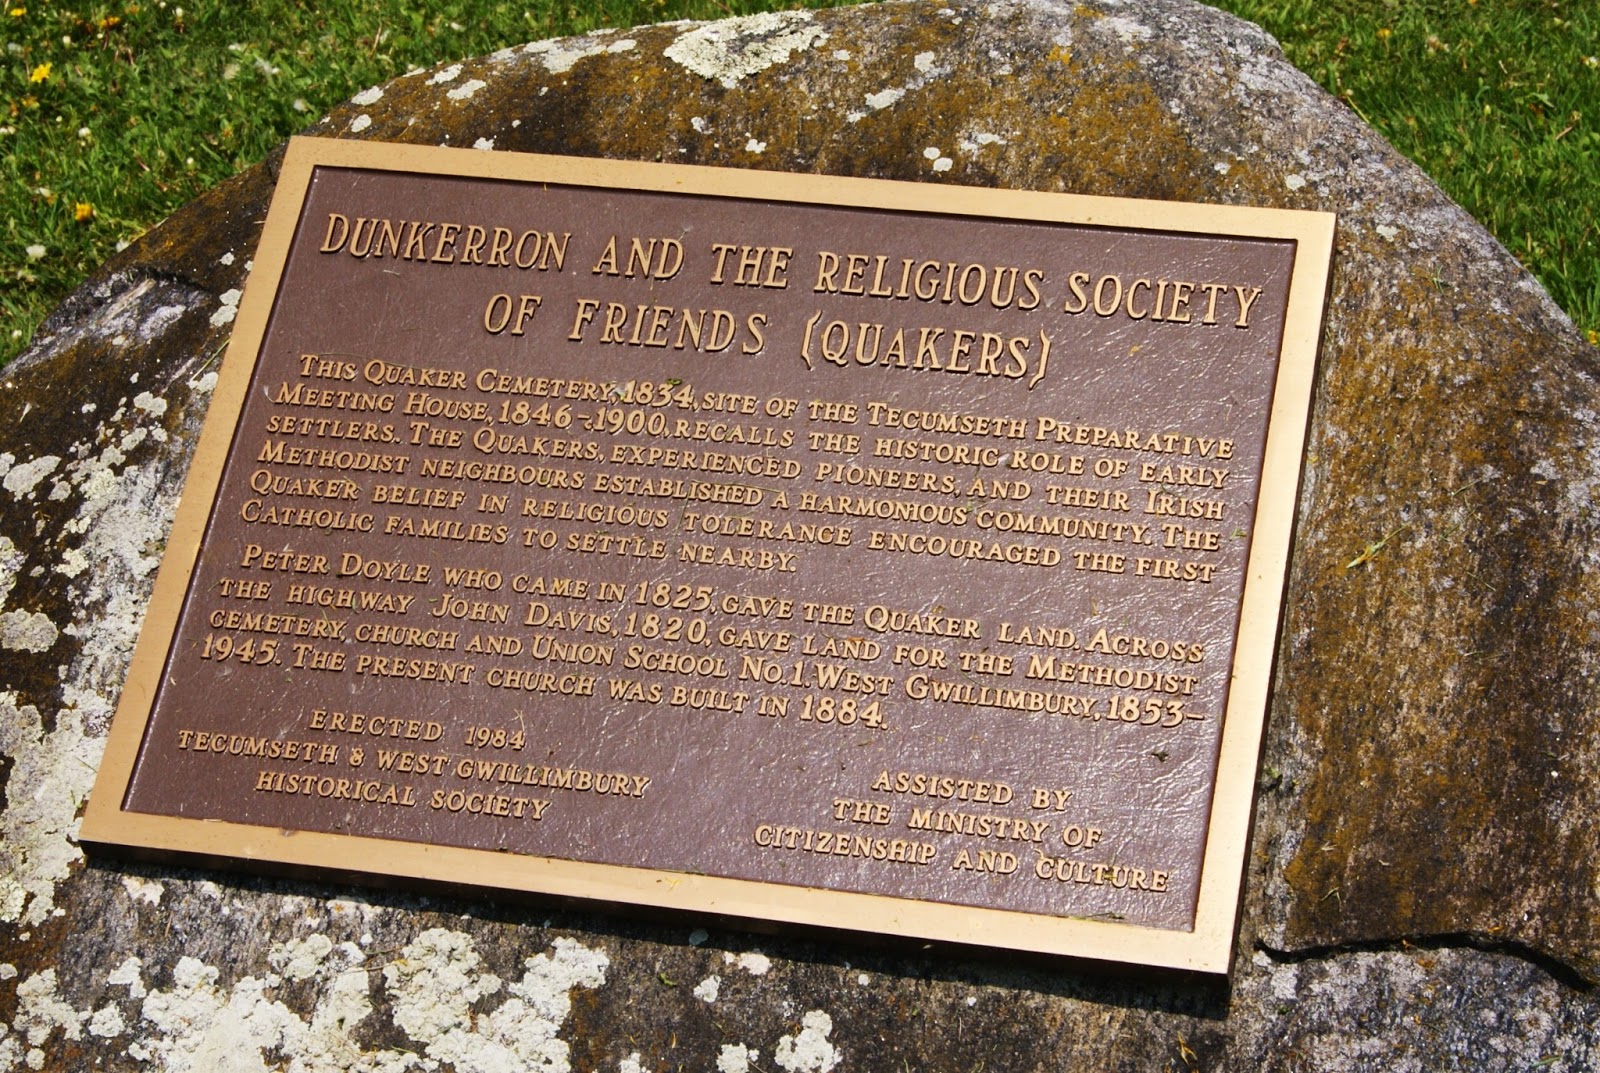 DUNKERRON AND THE RELIGIOUS SOCIETY
OF FRIENDS (QUAKERS)
THIS QUAKER CEMETERY, 1834, SITE OF THE TECUMSETH PREPARATIVE
MEETING HOUSE, 1846-1900, RECALLS THE HISTORIC ROLE OF EARLY
SETTLERS. THE QUAKERS, EXPERIENCED PIONEERS, AND THEIR IRISH
METHODIST NEIGHBOURS ESTABLISHED A HARMONIOUS COMMUNITY. THE
QUAKER BELIEF IN RELIGIOUS TOLERANCE ENCOURAGED THE FIRST
CATHOLIC FAMILIES TO SETTLE NEARBY.
PETER DOYLE WHO CAME IN 1825, GAVE THE QUAKER LAND. ACROSS
THE HIGHWAY JOHN DAVIS, 1820, GAVE LAND FOR THE METHODIST
CEMETERY, CHURCH AND UNION SCHOOL NO.1. WEST GWILLIMBURY, 1853-
1945. THE PRESENT CHURCH WAS BUILT IN 1884.
ERECTED 1984
TECUMSETH & WEST GWILLIMBURY
HISTORICAL SOCIETY
ASSISTED BY
THE MINISTRY OF
CITIZENSHIP AND CULTURE